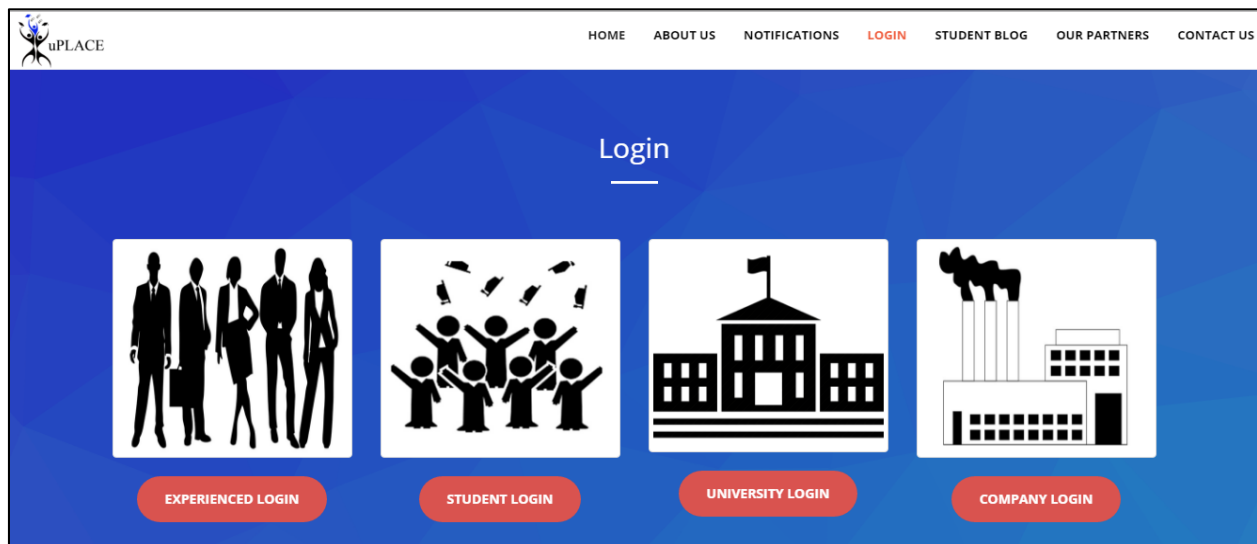 uPLACE
HOME ABOUT US NOTIFICATIONS LOGIN STUDENT BLOG OUR PARTNERS CONTACT US
Login
EXPERIENCED LOGIN STUDENT LOGIN UNIVERSITY LOGIN COMPANY LOGIN